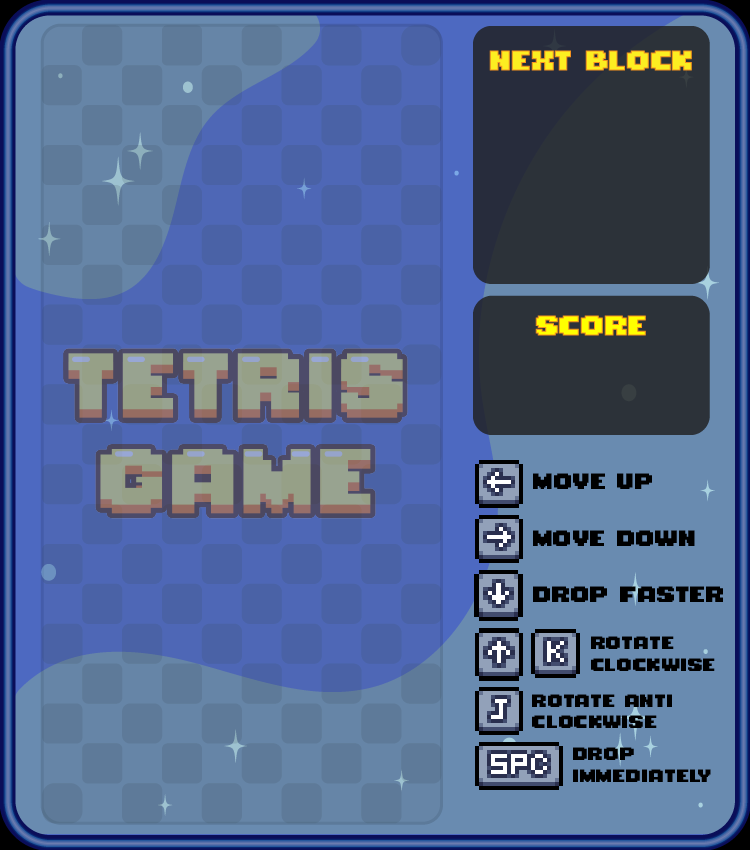 NEXT BLOCK
SCORE
TETRIS
GAME
MOVE UP
MOVE DOWN
DROP FASTER
K
ROTATE
CLOCKWISE
J
ROTATE ANTI
CLOCKWISE
SPC
DROP
IMMEDIATELY